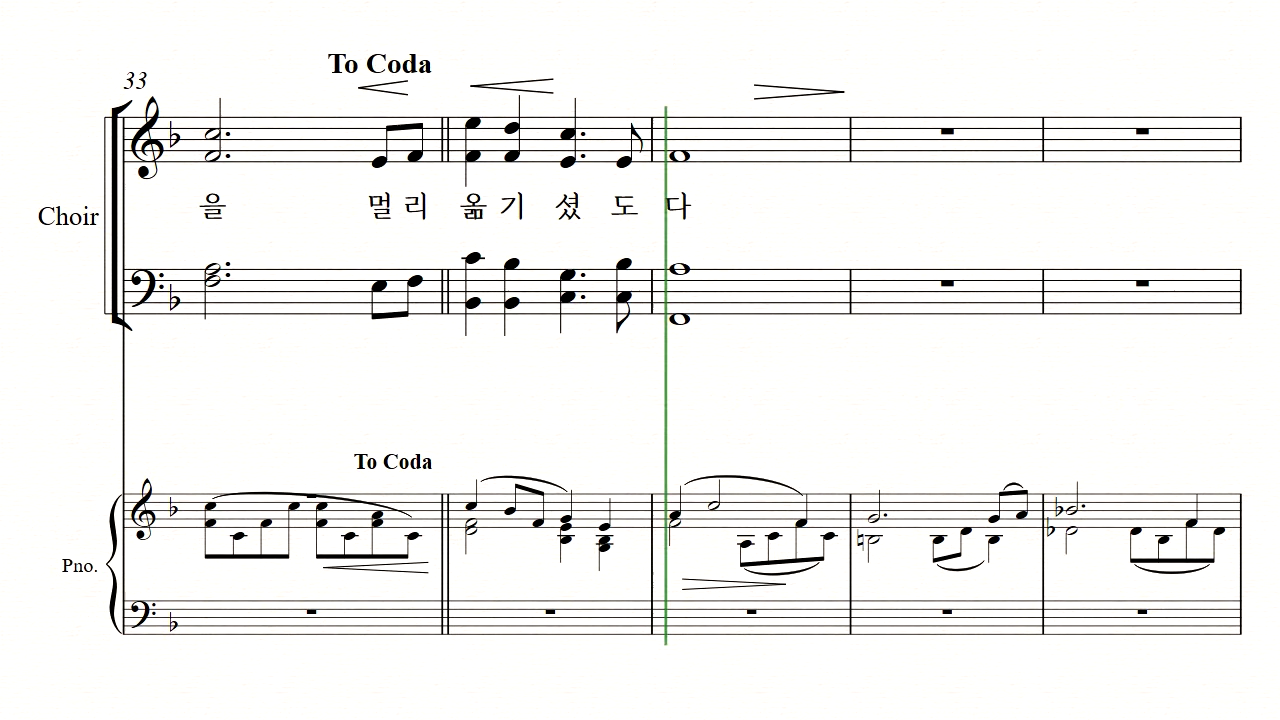 To Coda
33
Choir
을 멀 리 옮 기 셨 도 다
To Coda
Pno.